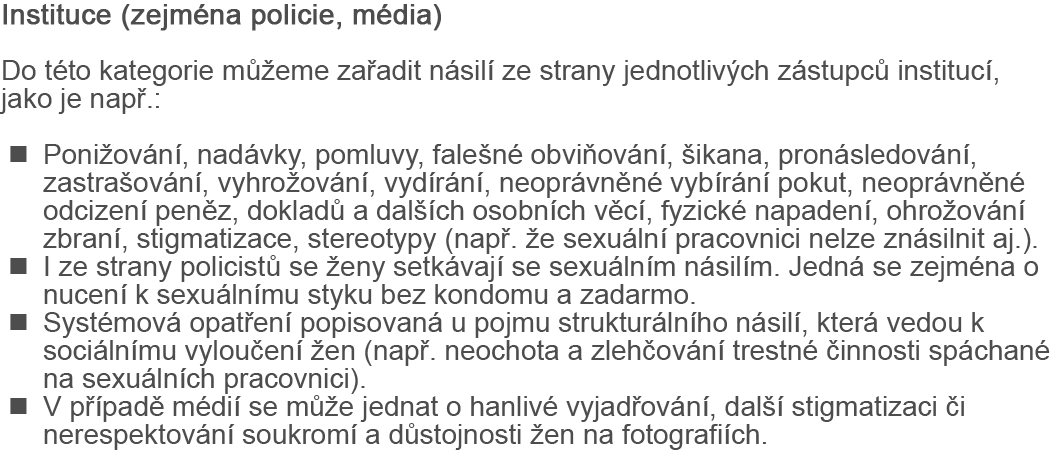 Instituce (zejména policie, média)
Do této kategorie můžeme zařadit násilí ze strany jednotlivých zástupců institucí,
jako je např.:
■ Ponižování, nadávky, pomluvy, falešné obviňování, šikana, pronásledování,
zastrašování, vyhrožování, vydírání, neoprávněné vybírání pokut, neoprávněné
odcizení peněz, dokladů a dalších osobních věcí, fyzické napadení, ohrožování
zbraní, stigmatizace, stereotypy (např. že sexuální pracovnici nelze znásilnit aj.).
■ I ze strany policistů se ženy setkávají se sexuálním násilím. Jedná se zejména o
nucení k sexuálnímu styku bez kondomu a zadarmo.
■ Systémová opatření popisovaná u pojmu strukturálního násilí, která vedou k
sociálnímu vyloučení žen (např. neochota a zlehčování trestné činnosti spáchané
na sexuálních pracovnici).
■ V případě médií se může jednat o hanlivé vyjadřování, další stigmatizaci či
nerespektování soukromí a důstojnosti žen na fotografiích.